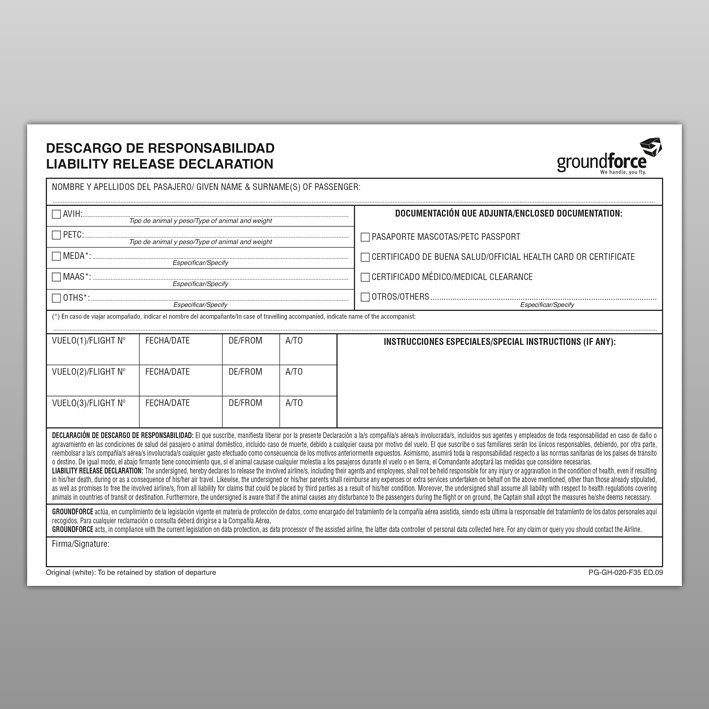 DESCARGO DE RESPONSABILIDAD
LIABILITY RELEASE DECLARATION
groundforce
We handle, you fly.
NOMBRE Y APELLIDOS DEL PASAJERO/ GIVEN NAME & SURNAME(S) OF PASSENGER:
AVIH:
Tipo de animal y peso/Type of animal and weight
PETC:
Tipo de animal y peso/Type of animal and weight
MEDA*:
Especificar/Specify
MAAS*:
Especificar/Specify
OTHS*:
Especificar/Specify
DOCUMENTACIÓN QUE ADJUNTA/ENCLOSED DOCUMENTATION:
PASAPORTE MASCOTAS/PETC PASSPORT
CERTIFICADO DE BUENA SALUD/OFFICIAL HEALTH CARD OR CERTIFICATE
CERTIFICADO MÉDICO/MEDICAL CLEARANCE
OTROS/OTHERS
Especificar/Specify
(*) En caso de viajar acompañado, indicar el nombre del acompañante/In case of travelling accompanied, indicate name of the accompanist:
VUELO(1)/FLIGHT Nº FECHA/DATE DE/FROM A/TO
VUELO(2)/FLIGHT Nº FECHA/DATE DE/FROM A/TO
VUELO(3)/FLIGHT Nº FECHA/DATE DE/FROM A/TO
INSTRUCCIONES ESPECIALES/SPECIAL INSTRUCTIONS (IF ANY):
DECLARACIÓN DE DESCARGO DE RESPONSABILIDAD: El que suscribe, manifiesta liberar por la presente Declaración a la/s compañía/s aérea/s involucrada/s, incluidos sus agentes y empleados de toda responsabilidad en caso de daño o
agravamiento en las condiciones de salud del pasajero o animal doméstico, incluido caso de muerte, debido a cualquier causa por motivo del vuelo. El que suscribe o sus familiares serán los únicos responsables, debiendo, por otra parte,
reembolsar a la/s compañía/s aérea/s involucrada/s cualquier gasto efectuado como consecuencia de los motivos anteriormente expuestos. Asimismo, asumirá toda la responsabilidad respecto a las normas sanitarias de los países de tránsito
o destino. De igual modo, el abajo firmante tiene conocimiento que, si el animal causase cualquier molestia a los pasajeros durante el vuelo o en tierra, el Comandante adoptará las medidas que considere necesarias.
LIABILITY RELEASE DECLARATION: The undersigned, hereby declares to release the involved airline/s, including their agents and employees, shall not be held responsible for any injury or aggravation in the condition of health, even if resulting
in his/her death, during or as a consequence of his/her air travel. Likewise, the undersigned or his/her parents shall reimburse any expenses or extra services undertaken on behalf of the above mentioned, other than those already stipulated,
as well as promises to free the involved airline/s, from all liability for claims that could be placed by third parties as a result of his/her condition. Moreover, the undersigned shall assume all liability with respect to health regulations covering
animals in countries of transit or destination. Furthermore, the undersigned is aware that if the animal causes any disturbance to the passengers during the flight or on ground, the Captain shall adopt the measures he/she deems necessary.
GROUNDFORCE actúa, en cumplimiento de la legislación vigente en materia de protección de datos, como encargado del tratamiento de la compañía aérea asistida, siendo esta última la responsable del tratamiento de los datos personales aquí
recogidos. Para cualquier reclamación o consulta deberá dirigirse a la Compañía Aérea.
GROUNDFORCE acts, in compliance with the current legislation on data protection, as data processor of the assisted airline, the latter data controller of personal data collected here. For any claim or query you should contact the Airline.
Firma/Signature:
Original (white): To be retained by station of departure
PG-GH-020-F35 ED.09